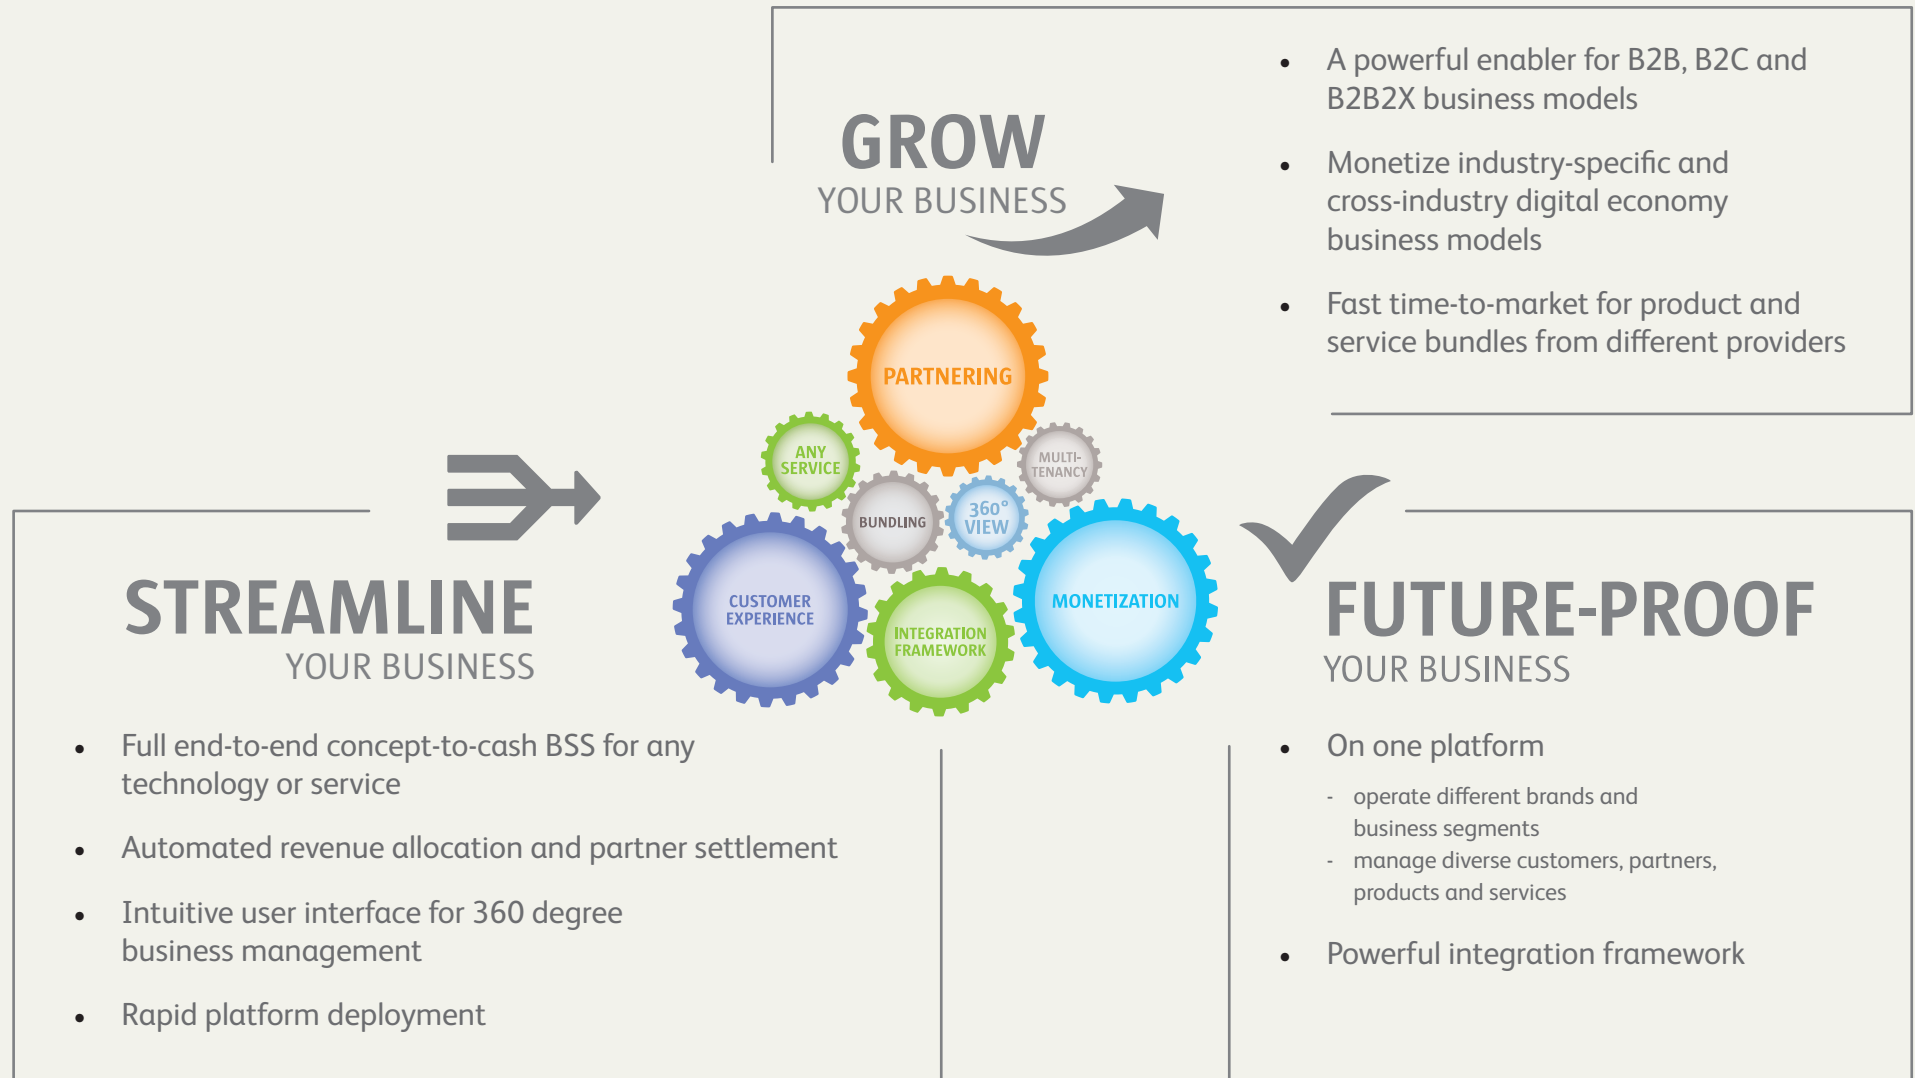 GROW
YOUR BUSINESS
• A powerful enabler for B2B, B2C and
B2B2X business models
• Monetize industry-specific and
cross-industry digital economy
business models
• Fast time-to-market for product and
service bundles from different providers
PARTNERING
ANY
SERVICE
MULTI-
TENANCY
BUNDLING
360°
VIEW
CUSTOMER
EXPERIENCE
INTEGRATION
FRAMEWORK
MONETIZATION
STREAMLINE
YOUR BUSINESS
• Full end-to-end concept-to-cash BSS for any
technology or service
• Automated revenue allocation and partner settlement
• Intuitive user interface for 360 degree
business management
• Rapid platform deployment
FUTURE-PROOF
YOUR BUSINESS
• On one platform
- operate different brands and
business segments
- manage diverse customers, partners,
products and services
• Powerful integration framework